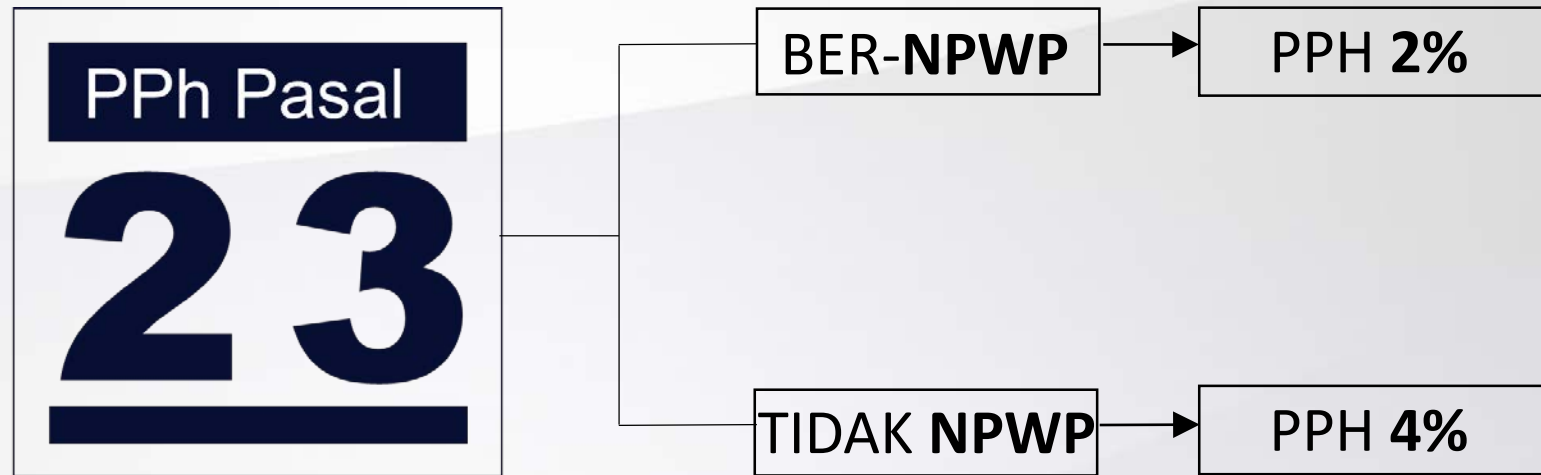 PPh Pasal
23
BER-NPWP
PPH 2%
TIDAK NPWP
PPH 4%